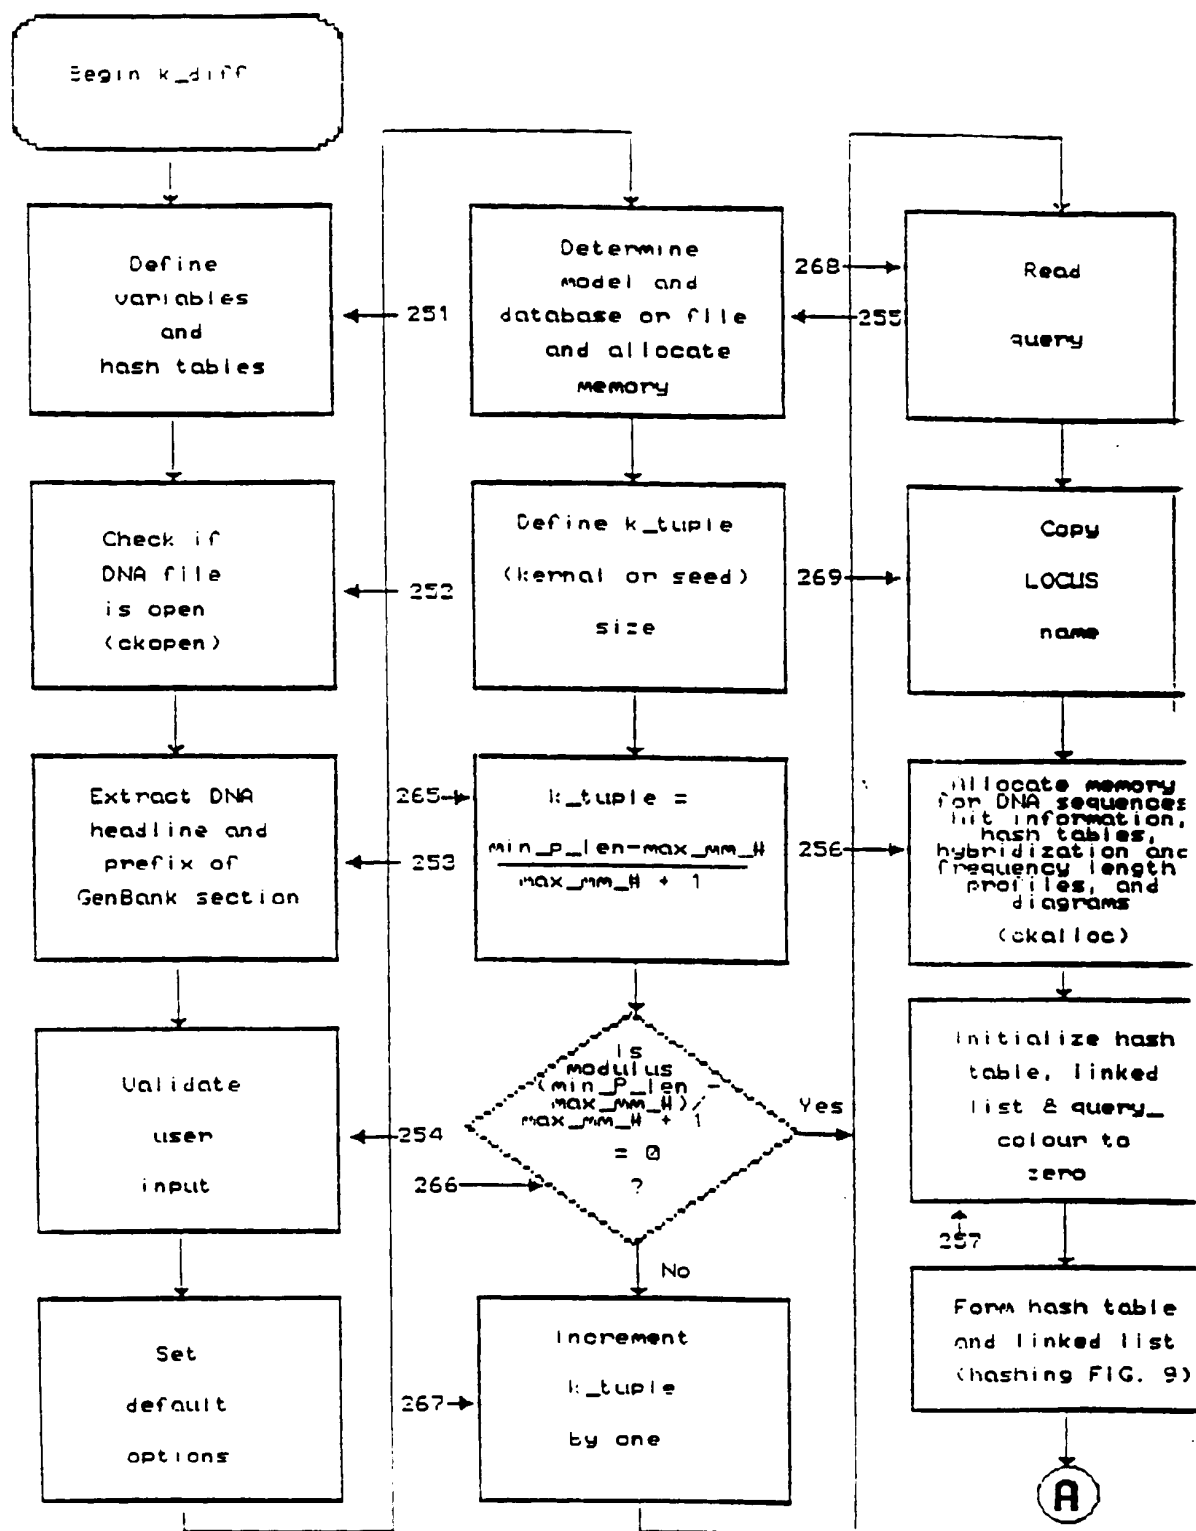 Begin k_diff
Define
variables
and
hash tables
251
Check if
DNA file
is open
(ckopen)
252
Extract DNA
headline and
prefix of
GenBank section
253
Validate
user
input
254
Set
default
options
Determine
model and
database or file
and allocate
memory
255
Define k_tuple
(kernal or seed)
size
265
k_tuple =
min_p_len-max_mm_#
max_mm_# + 1
Is
modulus
(min_P_len -
max_mm_#)/
max_mm_# + 1
= 0
?
266
Yes
No
267
Increment
k_tuple
by one
268
Read
query
269
Copy
LOCUS
name
256
Allocate memory
for DNA sequences
hit information,
hash tables,
hybridization and
frequency length
profiles, and
diagrams
(ckalloc)
Initialize hash
table, linked
list & query_
colour to
zero
257
Form hash table
and linked list
(hashing FIG. 9)
A